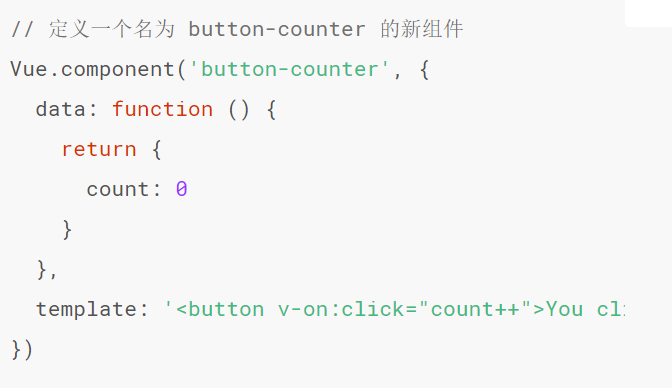 // 定义一个名为 button-counter 的新组件
Vue.component('button-counter', {
  data: function () {
    return {
      count: 0
    }
  },
  template: '<button v-on:click="count++">You cl
})